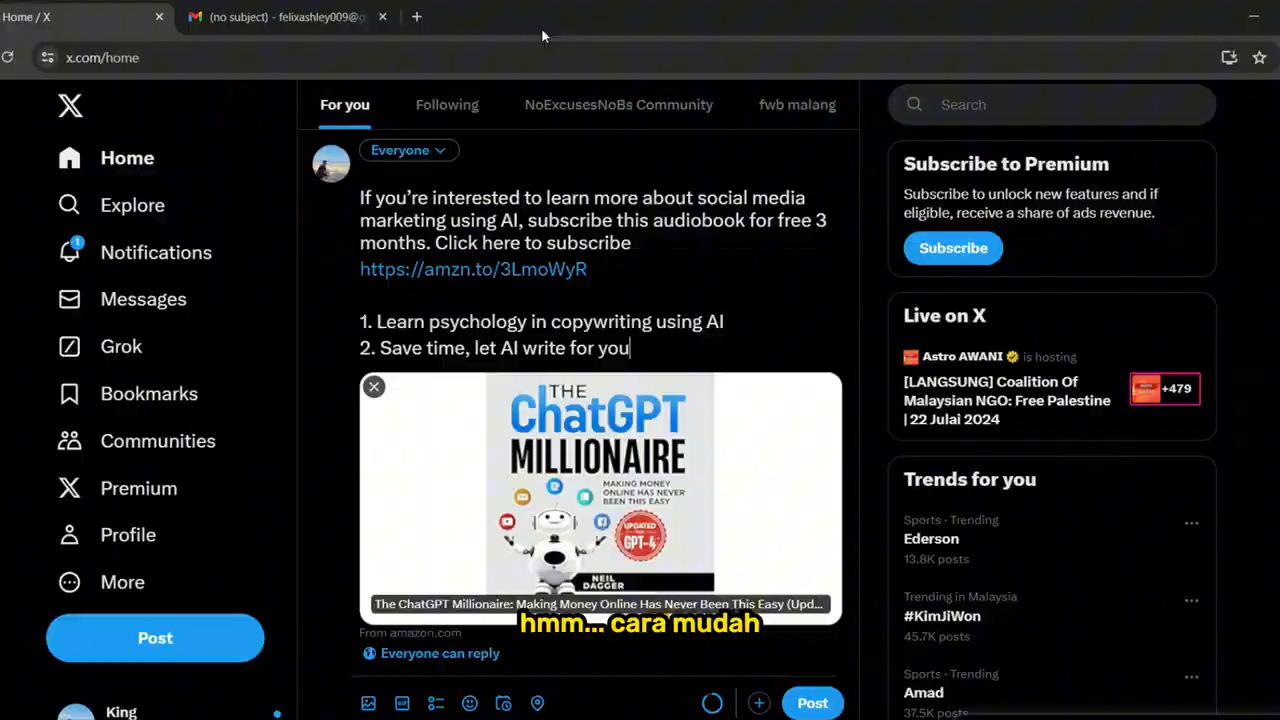 Home / X
(no subject) - felixashley009@g
x.com/home
For you
Following
NoExcusesNoBs Community
fwb malang
Search
Home
Explore
1
Notifications
Messages
Grok
Bookmarks
Communities
Premium
Profile
More
Post
King
Everyone
If you’re interested to learn more about social media
marketing using AI, subscribe this audiobook for free 3
months. Click here to subscribe
https://amzn.to/3LmoWyR
1. Learn psychology in copywriting using AI
2. Save time, let AI write for you
THE
ChatGPT
MILLIONAIRE
MAKING MONEY
ONLINE HAS NEVER
BEEN THIS EASY
UPDATED
GPT-4
NEIL
DAGGER
The ChatGPT Millionaire: Making Money Online Has Never Been This Easy (Upd...
hmm... cara mudah
From amazon.com
Everyone can reply
GIF
Post
Subscribe to Premium
Subscribe to unlock new features and if
eligible, receive a share of ads revenue.
Subscribe
Live on X
Astro AWANI is hosting
[LANGSUNG] Coalition Of
Malaysian NGO: Free Palestine
| 22 Julai 2024
+479
Trends for you
Sports · Trending
Ederson
13.8K posts
Trending in Malaysia
#KimJiWon
45.7K posts
Sports · Trending
Amad
37.5K posts